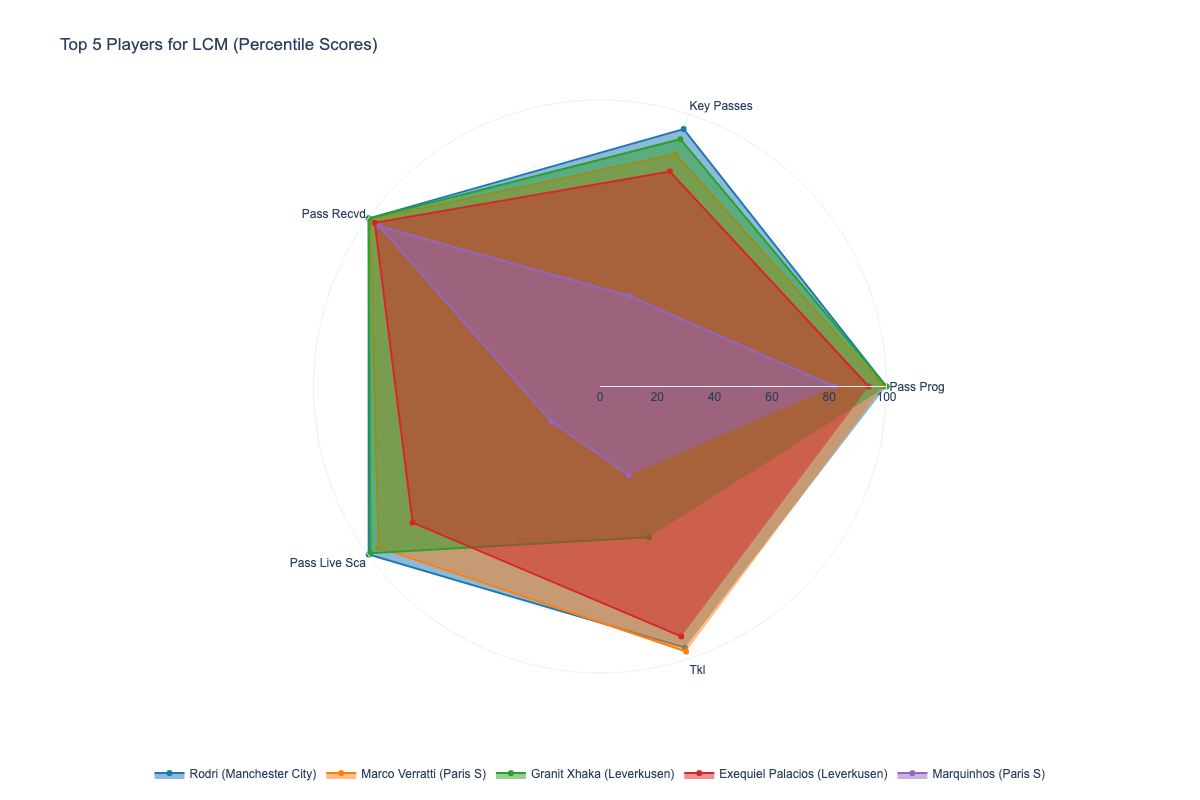 Top 5 Players for LCM (Percentile Scores)
Key Passes
Pass Recvd
Pass Prog
0 20 40 60 80 100
Pass Live Sca
Tkl
Rodri (Manchester City) Marco Verratti (Paris S) Granit Xhaka (Leverkusen) Exequiel Palacios (Leverkusen) Marquinhos (Paris S)